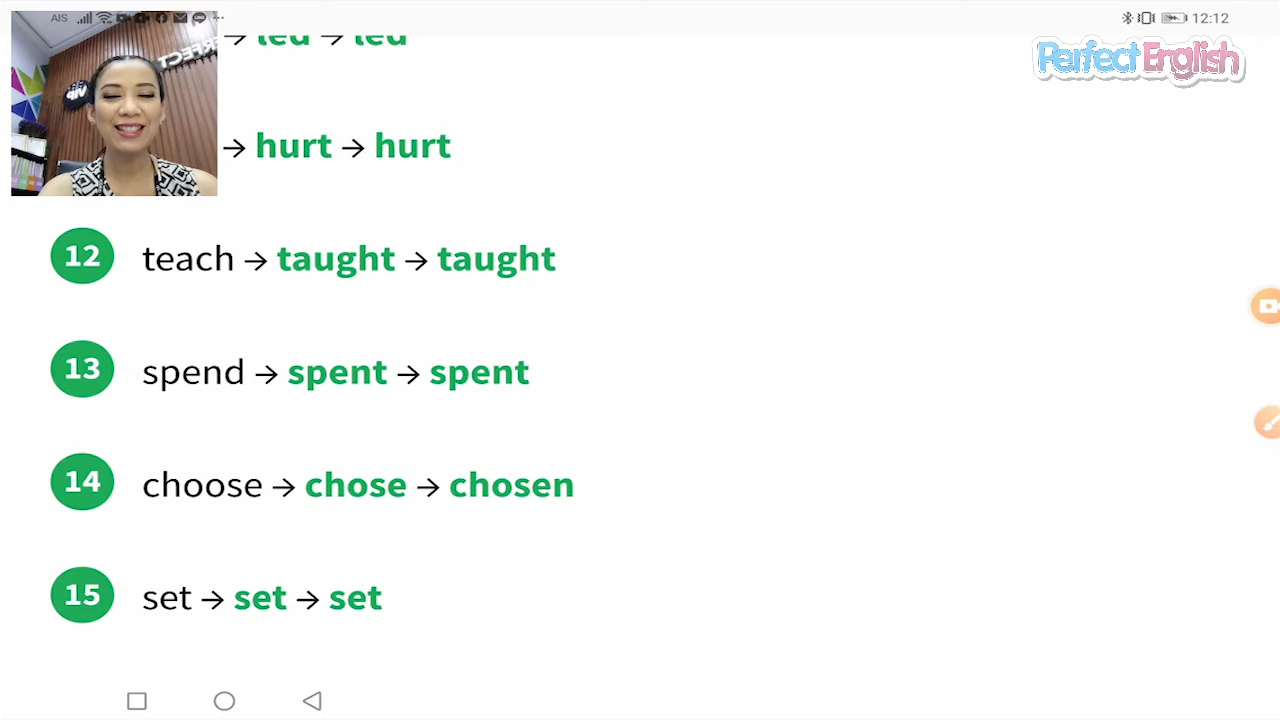 AIS 12:12
Perfect English
→ led → led
→ hurt → hurt
12 teach → taught → taught
13 spend → spent → spent
14 choose → chose → chosen
15 set → set → set